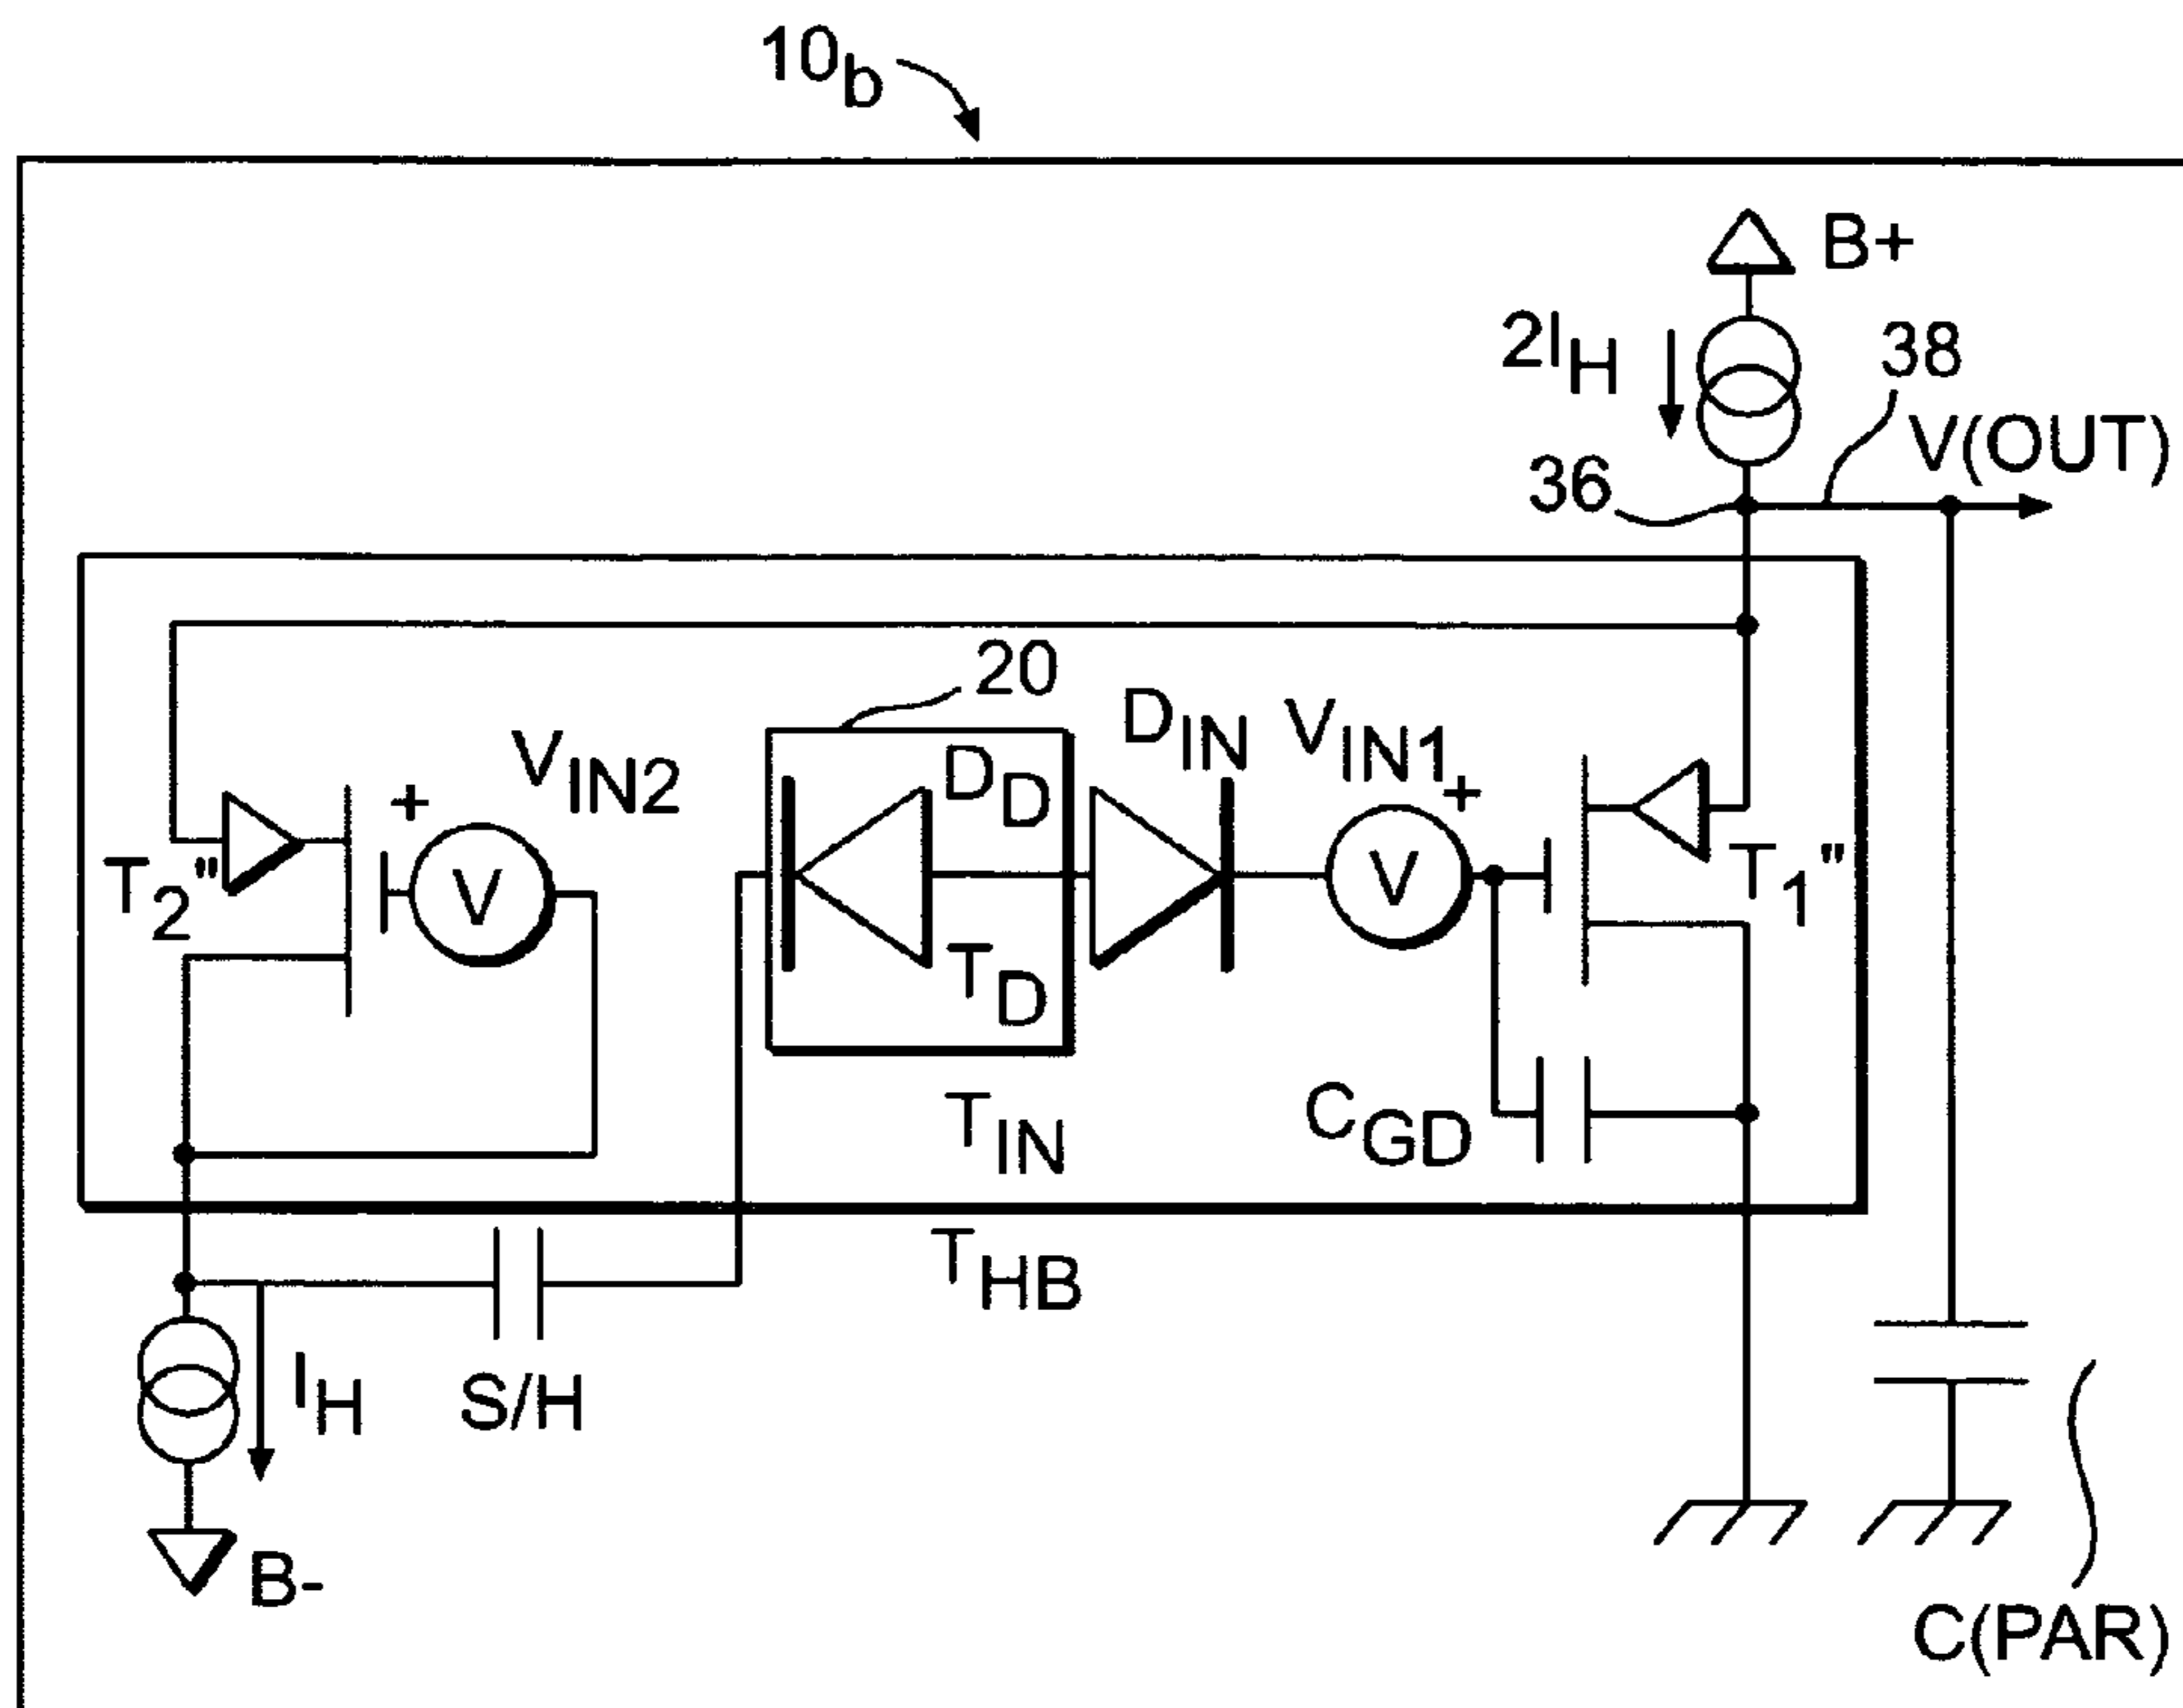 10b
B+
2IH
38
V(OUT)
36
20
DD
DIN
VIN1
+
VIN2
+
T2"
V
V
T1"
TD
TIN
CGD
THB
IH
S/H
B-
C(PAR)